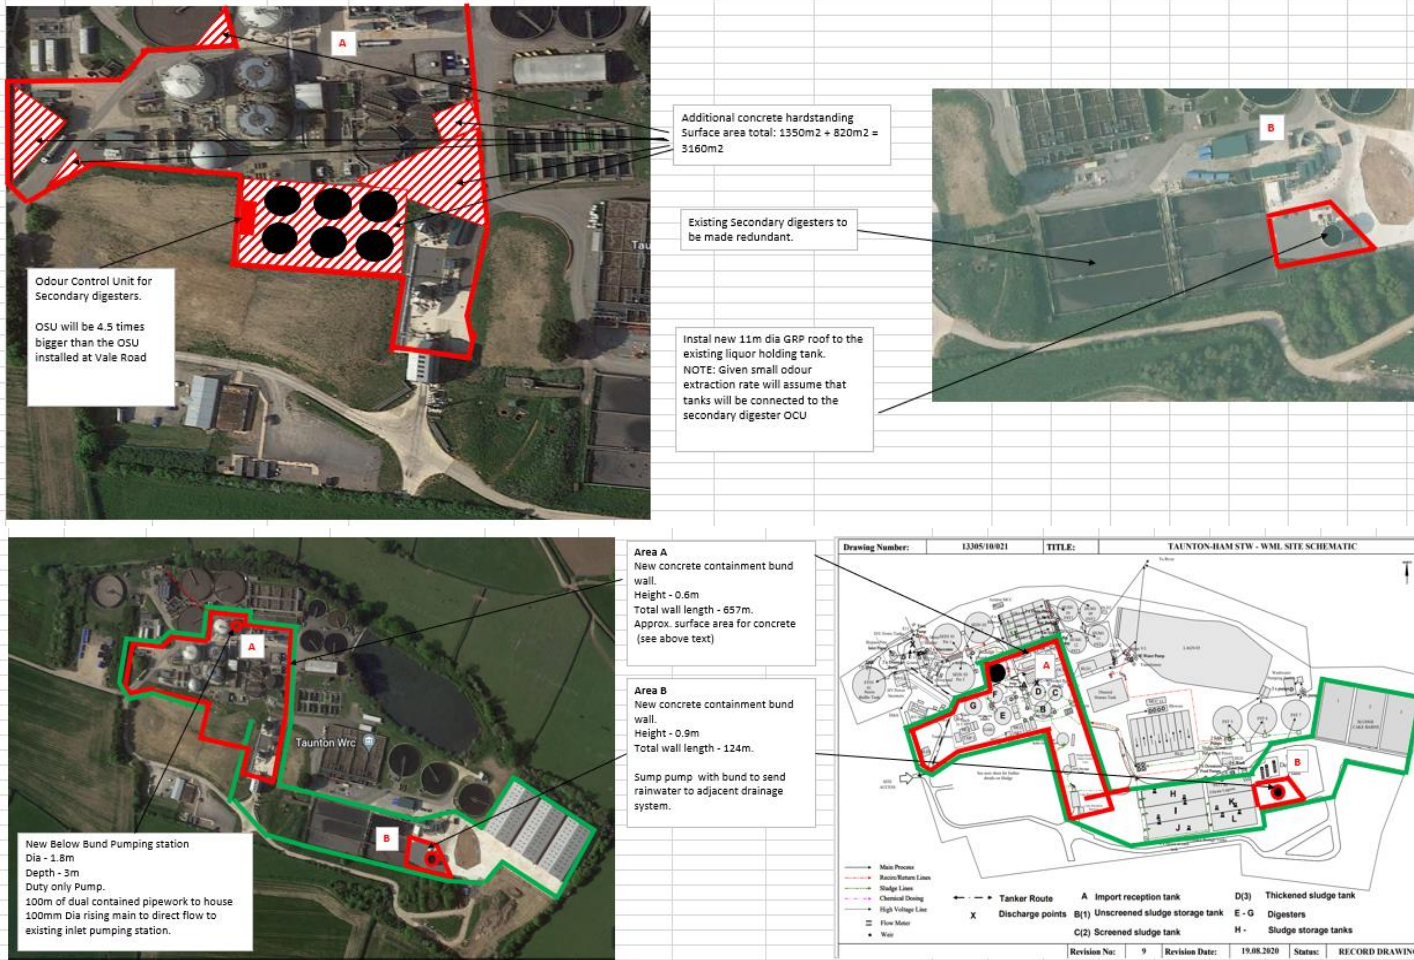 A
Additional concrete hardstanding
Surface area total: 1350m2 + 820m2 =
3160m2
B
Existing Secondary digesters to
be made redundant.
Tau
Odour Control Unit for
Secondary digesters.
OSU will be 4.5 times
bigger than the OSU
installed at Vale Road
Instal new 11m dia GRP roof to the
existing liquor holding tank.
NOTE: Given small odour
extraction rate will assume that
tanks will be connected to the
secondary digester OCU
Area A
New concrete containment bund
wall.
Height - 0.6m
Total wall length - 657m.
Approx. surface area for concrete
(see above text)
Area B
New concrete containment bund
wall.
Height - 0.9m
Total wall length - 124m.
Sump pump with bund to send
rainwater to adjacent drainage
system.
A
Taunton Wrc
B
New Below Bund Pumping station
Dia - 1.8m
Depth - 3m
Duty only Pump.
100m of dual contained pipework to house
100mm Dia rising main to direct flow to
existing inlet pumping station.
Drawing Number: 13305/10/021 TITLE: TAUNTON-HAM STW - WML SITE SCHEMATIC
LAGOON
A
D C
F
G
B
E
B
H
I
J
K
L
Main Process
Recirc/Return Lines
Sludge Lines
Chemical Dosing
High Voltage Line
Flow Meter
Weir
Tanker Route
X Discharge points
A Import reception tank
B(1) Unscreened sludge storage tank
C(2) Screened sludge tank
D(3) Thickened sludge tank
E - G Digesters
H - Sludge storage tanks
Revision No: 9 Revision Date: 19.08.2020 Status: RECORD DRAWING